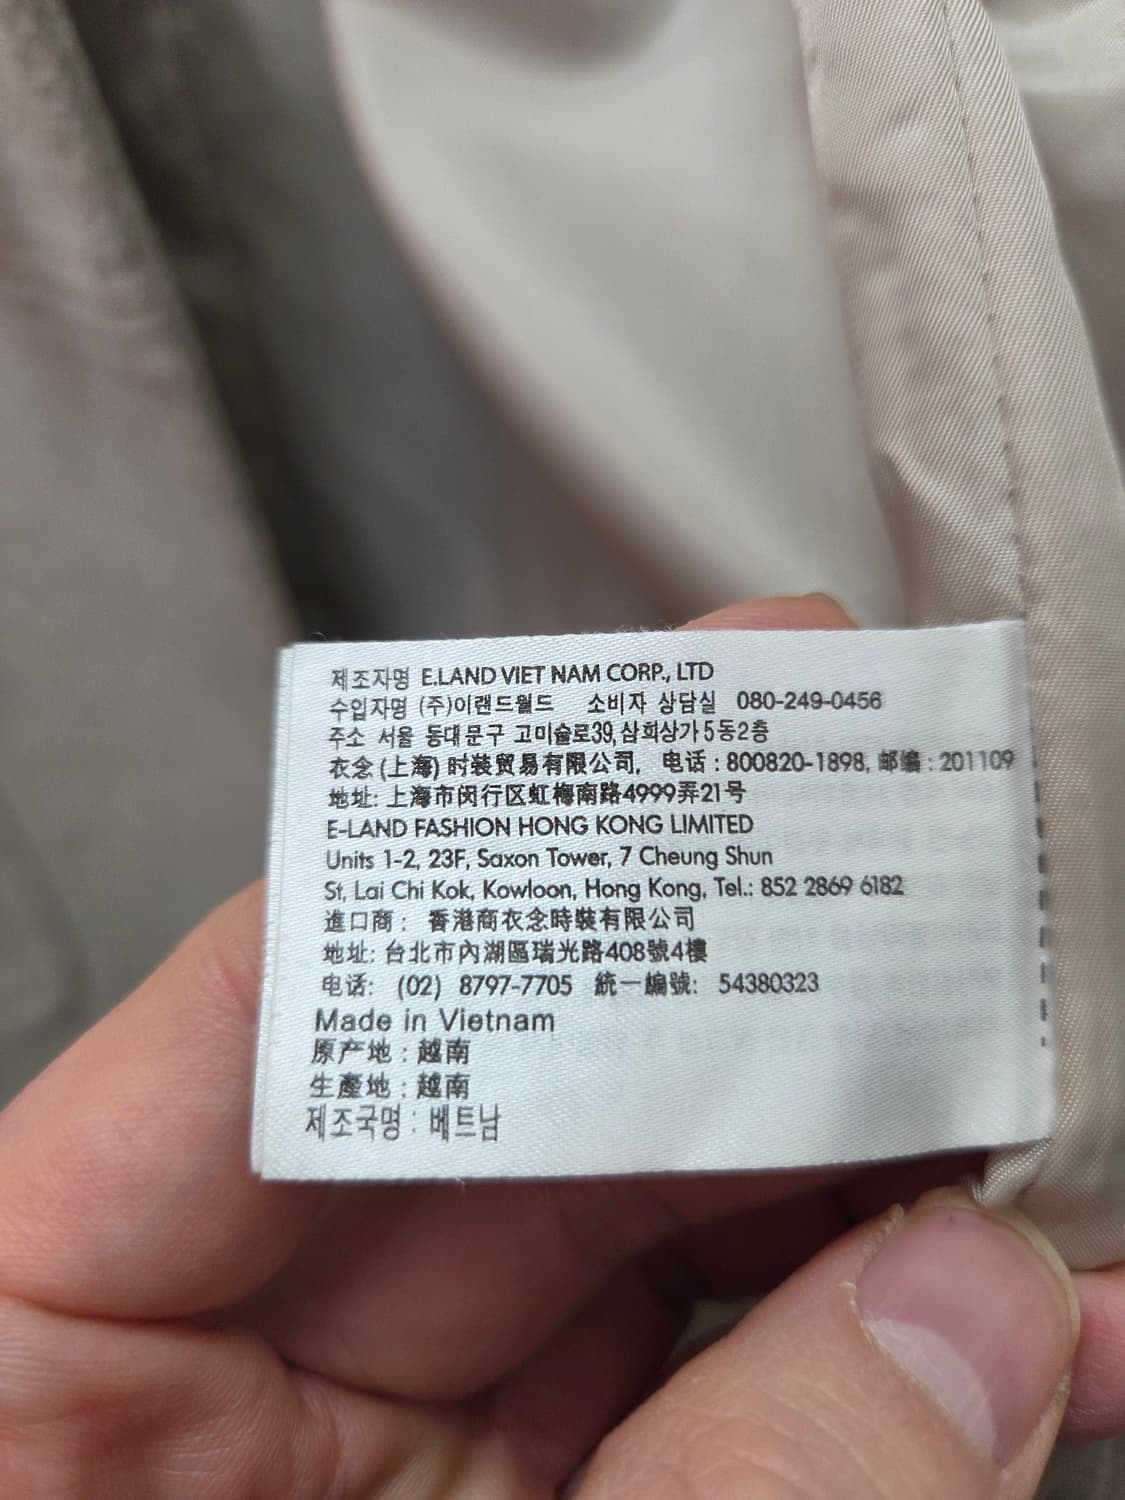 제조자명 E.LAND VIET NAM CORP., LTD
수입자명 (주)이랜드월드 소비자 상담실 080-249-0456
주소 서울 동대문구 고미술로39, 삼희상가5동2층
衣念 (上海) 时装贸易有限公司, 电话 : 800820-1898, 邮编 : 201109
地址: 上海市闵行区虹梅南路4999弄21号
E-LAND FASHION HONG KONG LIMITED
Units 1-2, 23F, Saxon Tower, 7 Cheung Shun
St, Lai Chi Kok, Kowloon, Hong Kong, Tel.: 852 2869 6182
進口商 : 香港商衣念時裝有限公司
地址: 台北市內湖區瑞光路408號4樓
电话: (02) 8797-7705 統一編號: 54380323
Made in Vietnam
原产地 : 越南
生產地 : 越南
제조국명 : 베트남